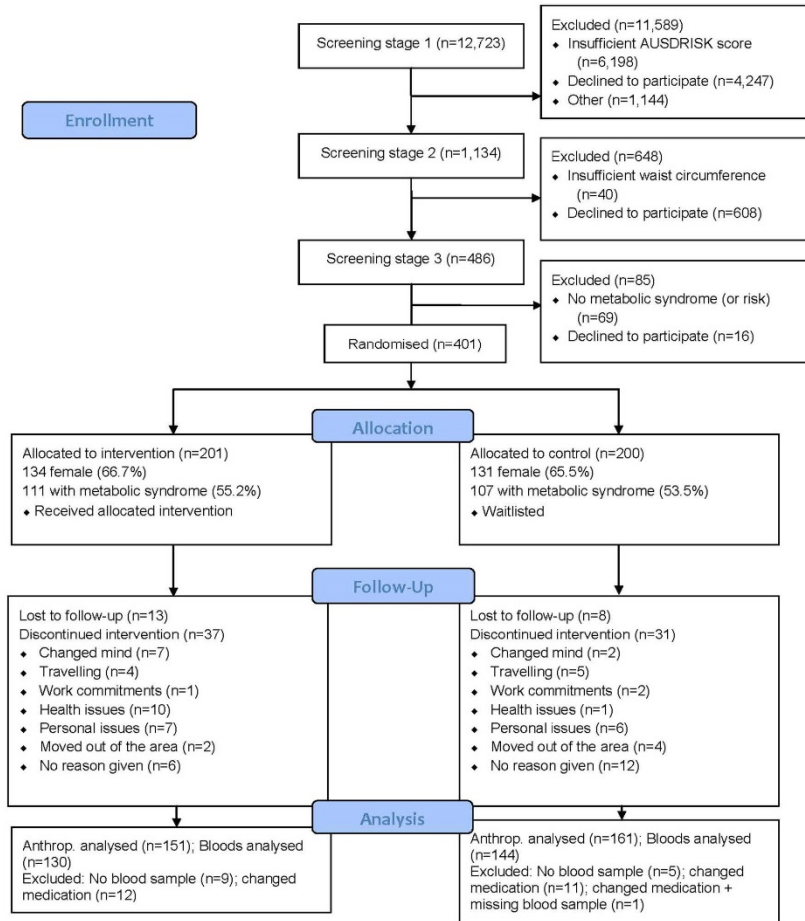 Screening stage 1 (n=12,723)
Excluded (n=11,589)
⬥ Insufficient AUSDRISK score
(n=6,198)
⬥ Declined to participate (n=4,247)
⬥ Other (n=1,144)
Enrollment
Screening stage 2 (n=1,134)
Excluded (n=648)
⬥ Insufficient waist circumference
(n=40)
⬥ Declined to participate (n=608)
Screening stage 3 (n=486)
Excluded (n=85)
⬥ No metabolic syndrome (or risk)
(n=69)
⬥ Declined to participate (n=16)
Randomised (n=401)
Allocation
Allocated to intervention (n=201)
134 female (66.7%)
111 with metabolic syndrome (55.2%)
⬥ Received allocated intervention
Allocated to control (n=200)
131 female (65.5%)
107 with metabolic syndrome (53.5%)
⬥ Waitlisted
Follow-Up
Lost to follow-up (n=13)
Discontinued intervention (n=37)
⬥ Changed mind (n=7)
⬥ Travelling (n=4)
⬥ Work commitments (n=1)
⬥ Health issues (n=10)
⬥ Personal issues (n=7)
⬥ Moved out of the area (n=2)
⬥ No reason given (n=6)
Lost to follow-up (n=8)
Discontinued intervention (n=31)
⬥ Changed mind (n=2)
⬥ Travelling (n=5)
⬥ Work commitments (n=2)
⬥ Health issues (n=1)
⬥ Personal issues (n=6)
⬥ Moved out of the area (n=4)
⬥ No reason given (n=12)
Analysis
Anthrop. analysed (n=151); Bloods analysed
(n=130)
Excluded: No blood sample (n=9); changed
medication (n=12)
Anthrop. analysed (n=161); Bloods analysed
(n=144)
Excluded: No blood sample (n=5); changed
medication (n=11); changed medication +
missing blood sample (n=1)